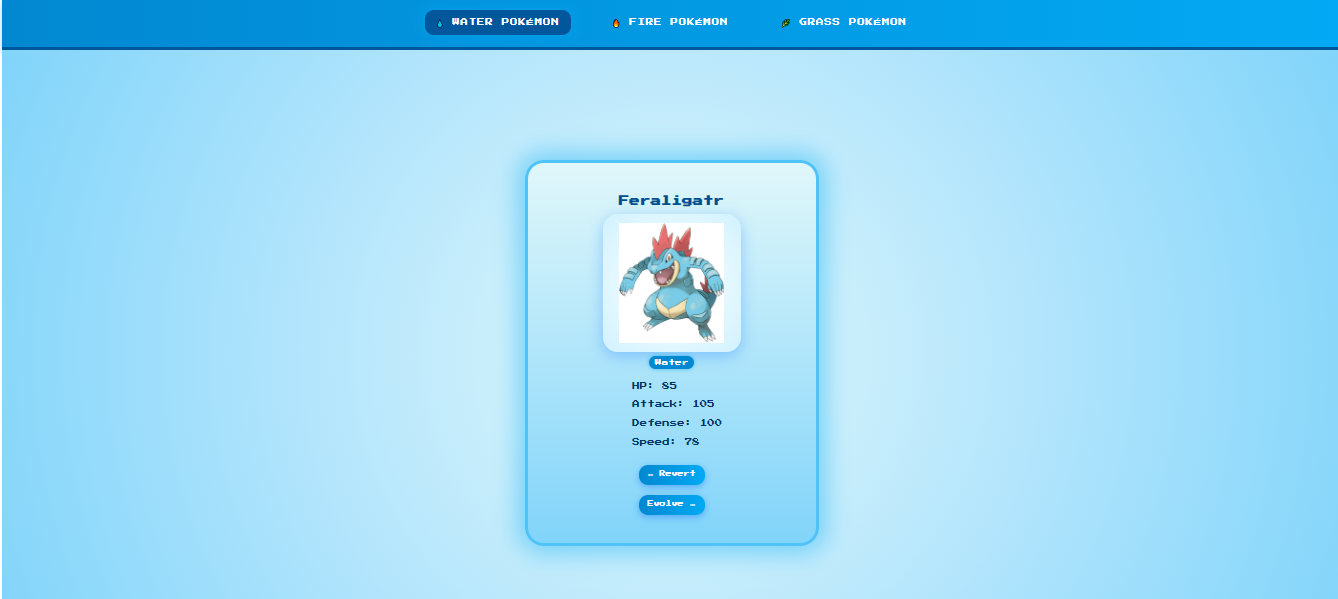 WATER POKéMON
FIRE POKéMON
GRASS POKéMON
Feraligatr
Water
HP: 85
Attack: 105
Defense: 100
Speed: 78
← Revert
Evolve →